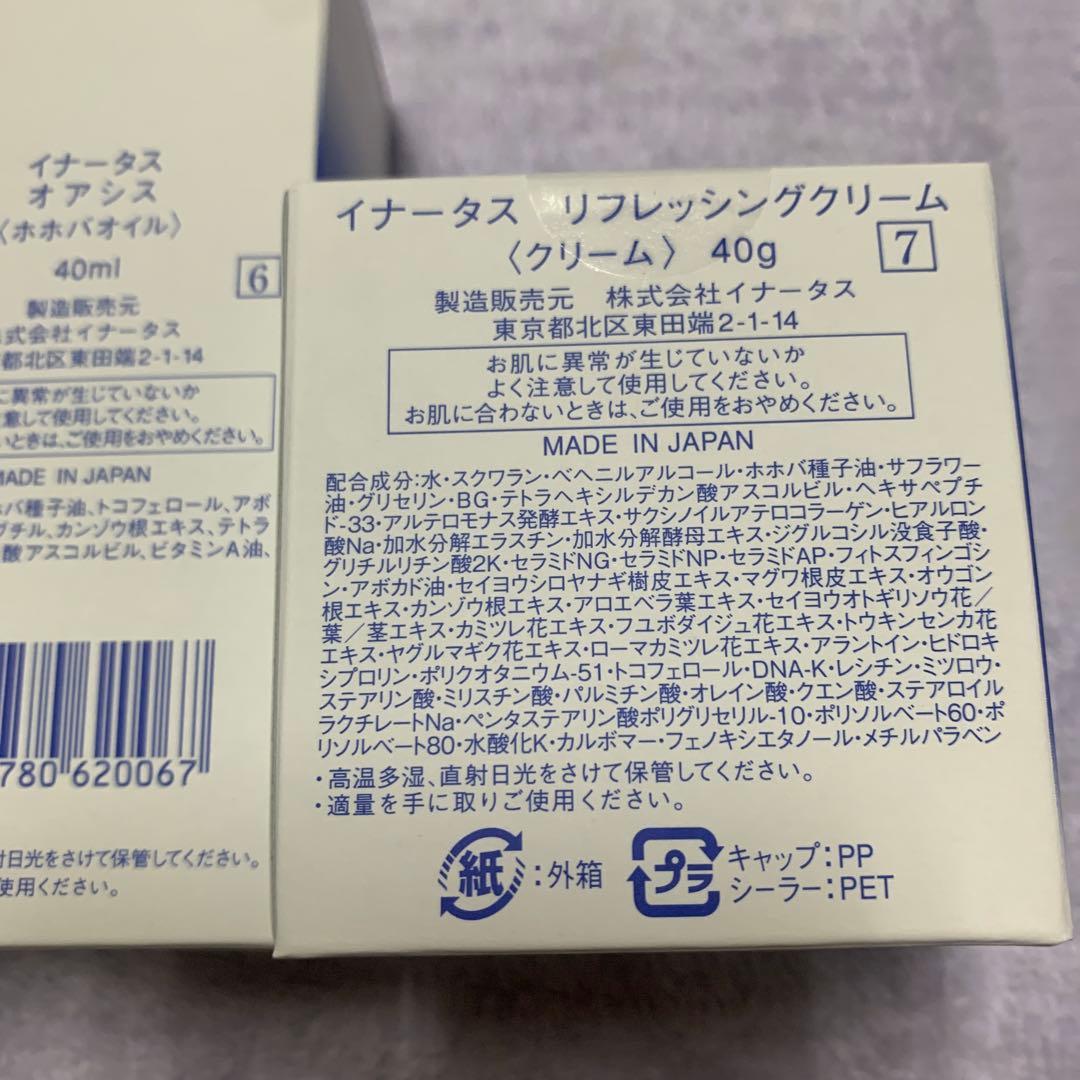 イナータス
オアシス
〈ホホバオイル〉
40ml
6
製造販売元
式会社イナータス
都北区東田端2-1-14
に異常が生じていないか
意して使用してください。
いときは、ご使用をおやめください。
MADE IN JAPAN
ホバ種子油、トコフェロール、アボ
グチル、カンゾウ根エキス、テトラ
酸アスコルビル、ビタミンA油、
780 620067
射日光をさけて保管してください。
使用ください。
イナータス リフレッシングクリーム
〈クリーム〉 40g
7
製造販売元 株式会社イナータス
東京都北区東田端2-1-14
お肌に異常が生じていないか
よく注意して使用してください。
お肌に合わないときは、ご使用をおやめください。
MADE IN JAPAN
配合成分:水・スクワラン・ベヘニルアルコール・ホホバ種子油・サフラワー
油・グリセリン・BG・テトラヘキシルデカン酸アスコルビル・ヘキサペプチ
ド-33・アルテロモナス発酵エキス・サクシノイルアテロコラーゲン・ヒアルロン
酸Na・加水分解エラスチン・加水分解酵母エキス・ジグルコシル没食子酸・
グリチルリチン酸2K・セラミドNG・セラミドNP・セラミドAP・フィトスフィンゴシ
ン・アボカド油・セイヨウシロヤナギ樹皮エキス・マグワ根皮エキス・オウゴン
根エキス・カンゾウ根エキス・アロエベラ葉エキス・セイヨウオトギリソウ花／
葉／茎エキス・カミツレ花エキス・フユボダイジュ花エキス・トウキンセンカ花
エキス・ヤグルマギク花エキス・ローマカミツレ花エキス・アラントイン・ヒドロキ
シプロリン・ポリクオタニウム-51・トコフェロール・DNA-K・レシチン・ミツロウ・
ステアリン酸・ミリスチン酸・パルミチン酸・オレイン酸・クエン酸・ステアロイル
ラクチレートNa・ペンタステアリン酸ポリグリセリル-10・ポリソルベート60・ポ
リソルベート80・水酸化K・カルボマー・フェノキシエタノール・メチルパラベン
・高温多湿、直射日光をさけて保管してください。
・適量を手に取りご使用ください。
紙:外箱
プラ キャップ:PP
シーラー:PET